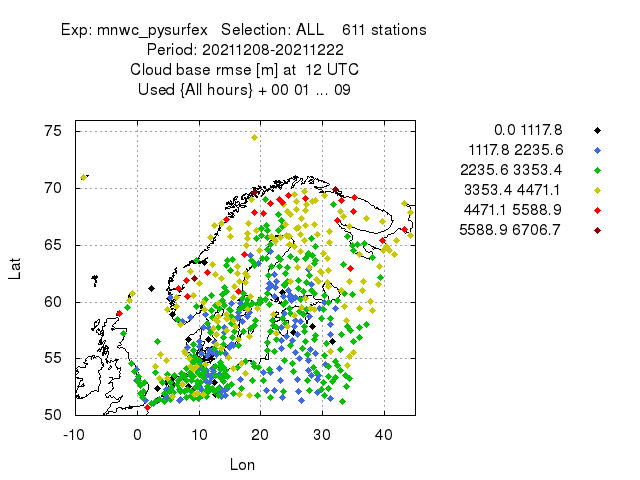 Exp: mnwc_pysurfex   Selection: ALL    611 stations
Period: 20211208-20211222
Cloud base rmse [m] at  12 UTC
Used {All hours} + 00 01 ... 09
0.0 1117.8
1117.8 2235.6
2235.6 3353.4
3353.4 4471.1
4471.1 5588.9
5588.9 6706.7
75
70
65
60
55
50
Lat
-10 0 10 20 30 40
Lon